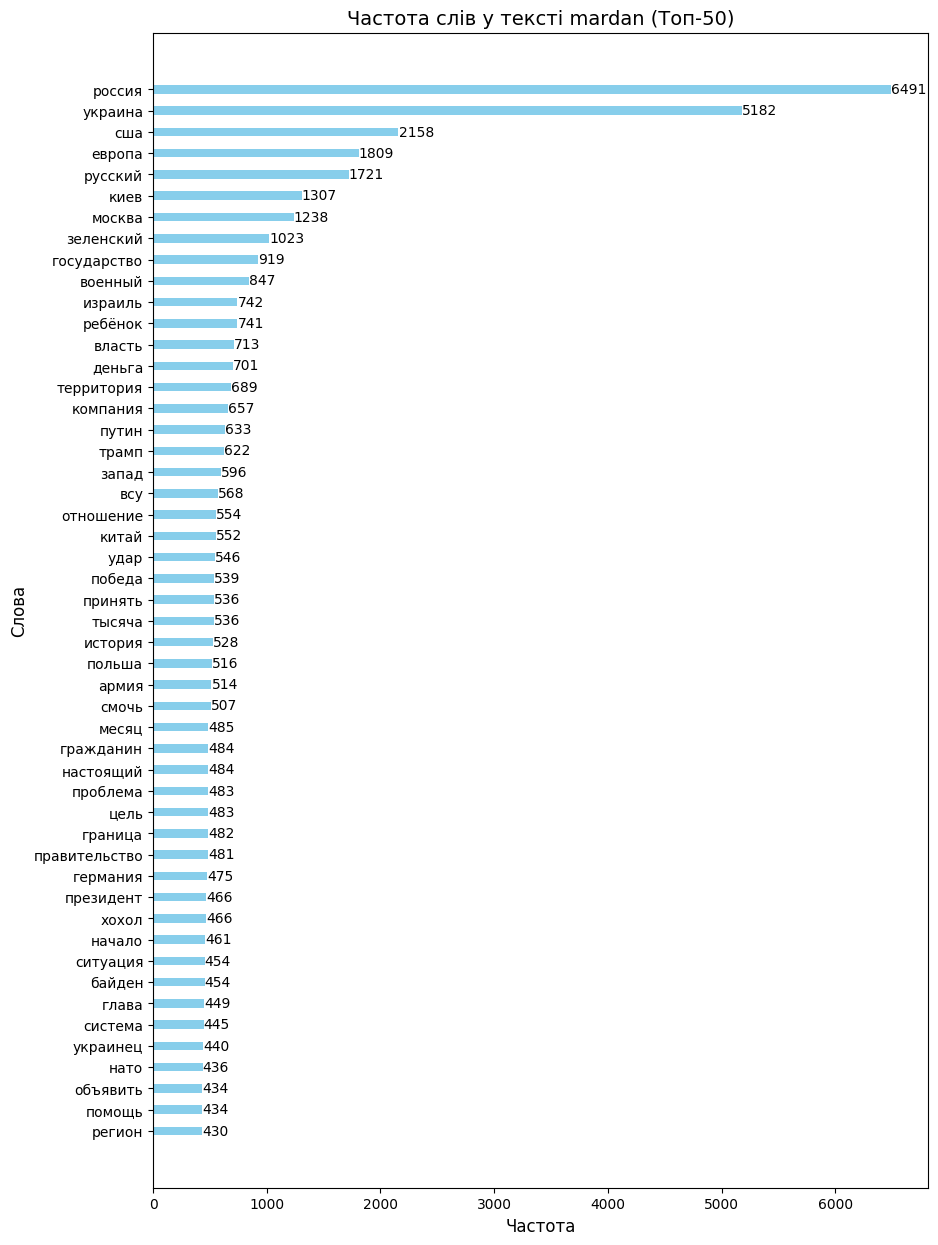 Частота слів у тексті mardan (Топ-50)
россия 6491
украина 5182
сша 2158
европа 1809
русский 1721
киев 1307
москва 1238
зеленский 1023
государство 919
военный 847
израиль 742
ребёнок 741
власть 713
деньга 701
территория 689
компания 657
путин 633
трамп 622
запад 596
всу 568
отношение 554
китай 552
удар 546
победа 539
принять 536
тысяча 536
история 528
польша 516
армия 514
смочь 507
месяц 485
гражданин 484
настоящий 484
проблема 483
цель 483
граница 482
правительство 481
германия 475
президент 466
хохол 466
начало 461
ситуация 454
байден 454
глава 449
система 445
украинец 440
нато 436
объявить 434
помощь 434
регион 430
Слова
0 1000 2000 3000 4000 5000 6000
Частота